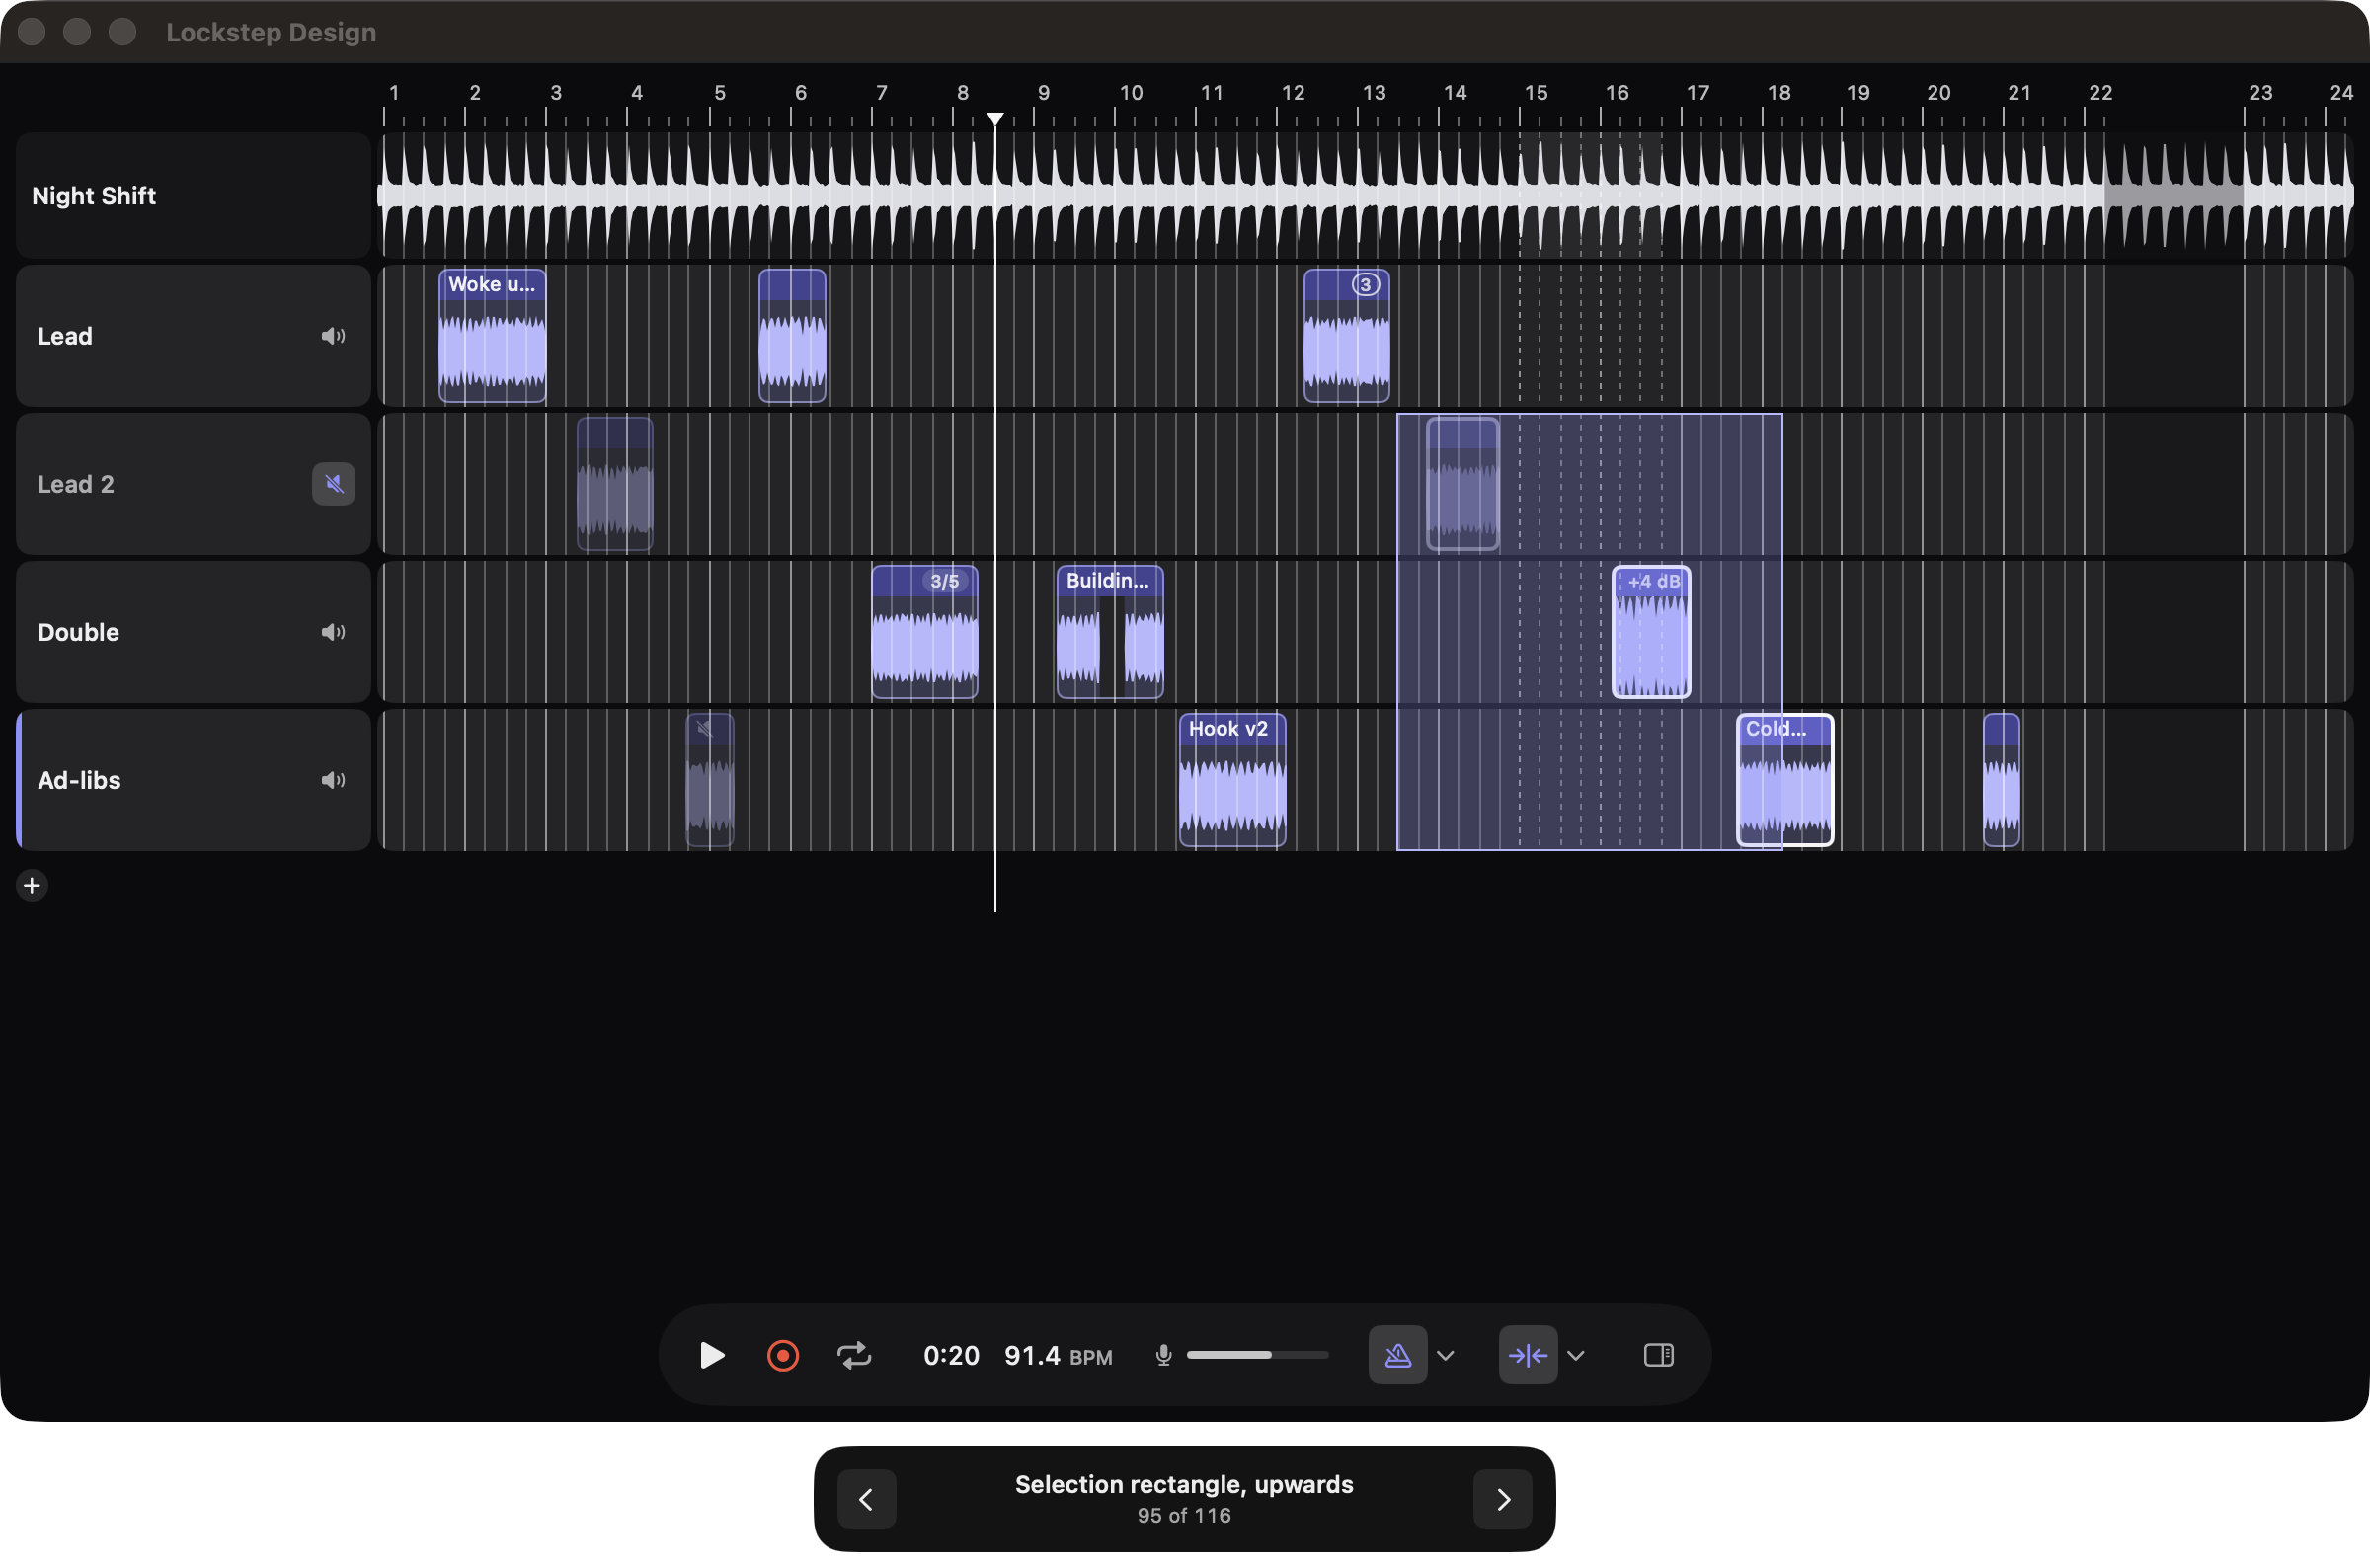 Lockstep Design
1 2 3 4 5 6 7 8 9 10 11 12 13 14 15 16 17 18 19 20 21 22 23 24
Night Shift
Lead
Woke u...
3
Lead 2
Double
3/5
Buildin...
+4 dB
Ad-libs
Hook v2
Cold...
0:20 91.4 BPM
Selection rectangle, upwards
95 of 116